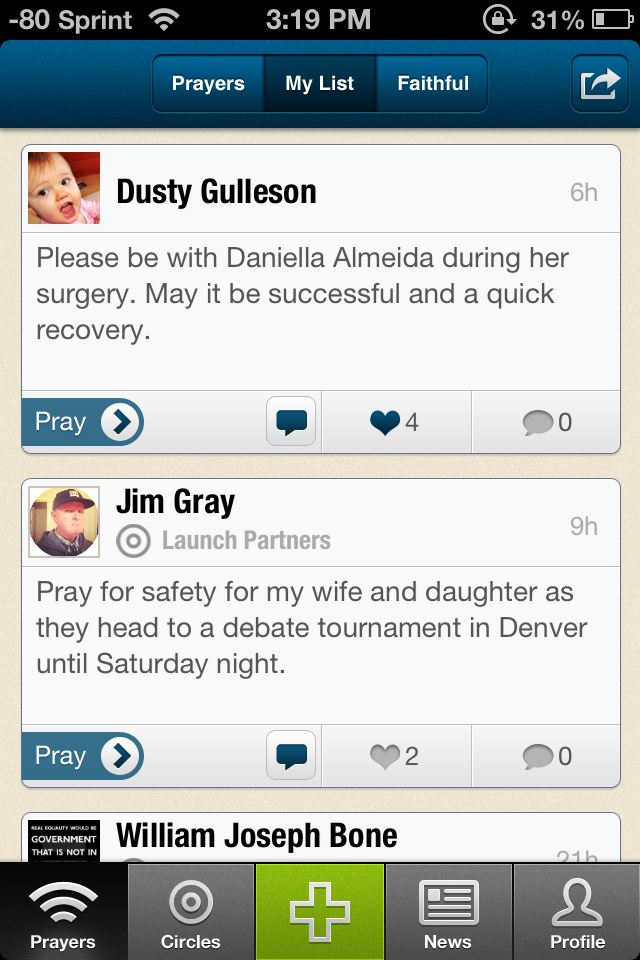 -80 Sprint 3:19 PM 31%
Prayers My List Faithful
Dusty Gulleson 6h
Please be with Daniella Almeida during her
surgery. May it be successful and a quick
recovery.
Pray 4 0
Jim Gray
Launch Partners 9h
Pray for safety for my wife and daughter as
they head to a debate tournament in Denver
until Saturday night.
Pray 2 0
REAL EQUALITY WOULD BE
GOVERNMENT
THAT IS NOT IN
William Joseph Bone
21h
Prayers Circles News Profile